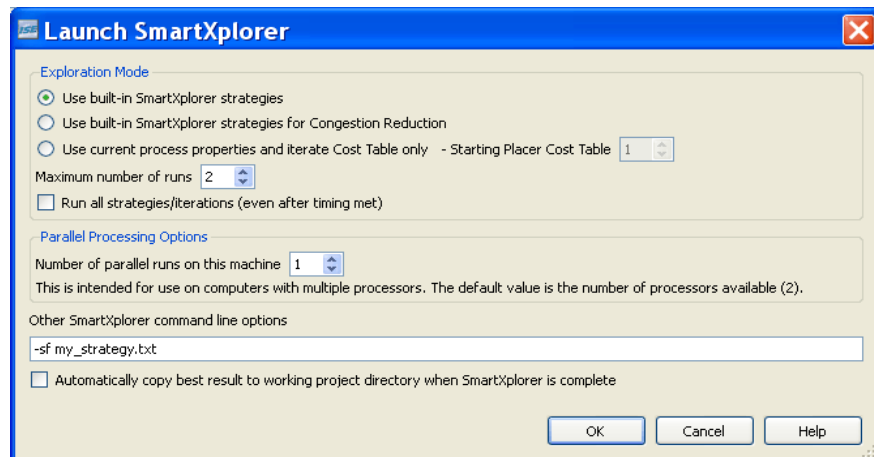 ISE Launch SmartXplorer
Exploration Mode
Use built-in SmartXplorer strategies
Use built-in SmartXplorer strategies for Congestion Reduction
Use current process properties and iterate Cost Table only - Starting Placer Cost Table 1
Maximum number of runs 2
Run all strategies/iterations (even after timing met)
Parallel Processing Options
Number of parallel runs on this machine 1
This is intended for use on computers with multiple processors. The default value is the number of processors available (2).
Other SmartXplorer command line options
-sf my_strategy.txt
Automatically copy best result to working project directory when SmartXplorer is complete
OK Cancel Help